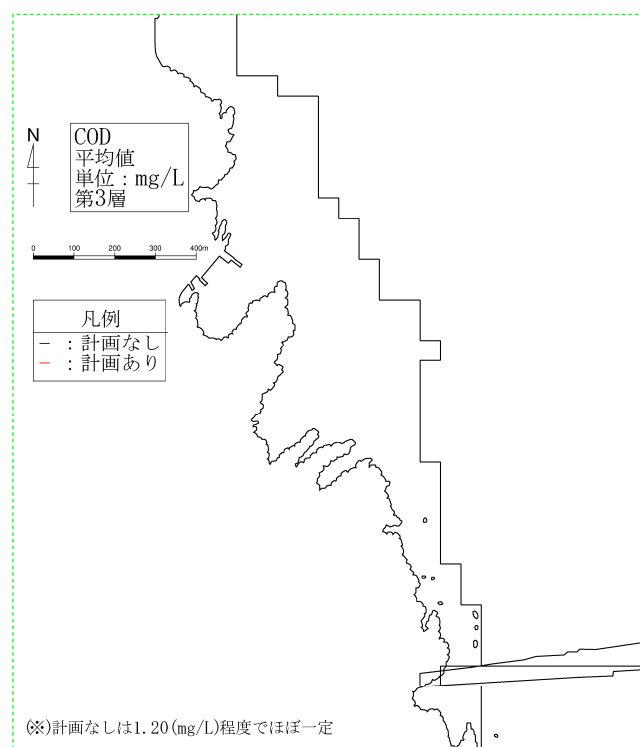 N
COD
平均値
単位：mg/L
第3層
0 100 200 300 400m
凡例
− ：計画なし
− ：計画あり
(※)計画なしは1.20(mg/L)程度でほぼ一定